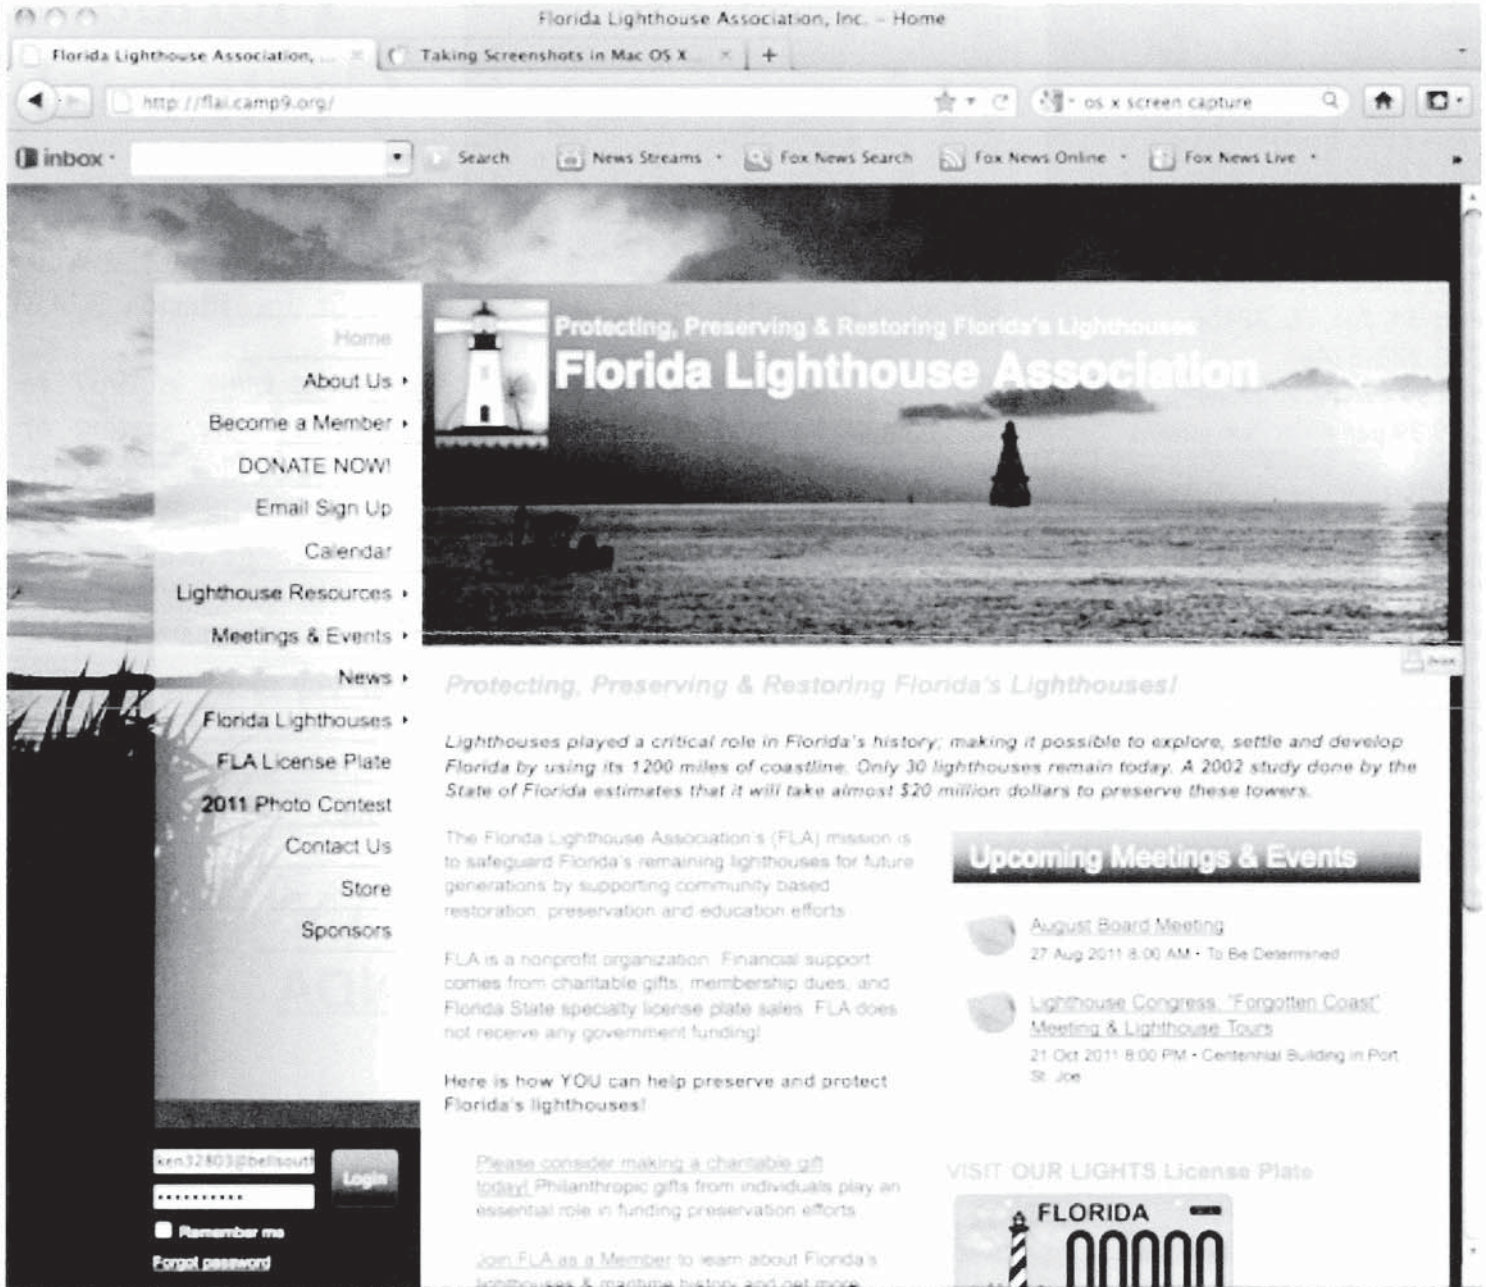 Florida Lighthouse Association, Inc. – Home
Florida Lighthouse Association, ...
Taking Screenshots in Mac OS X
http://flai.camp9.org/
os x screen capture
inbox
Search
News Streams
Fox News Search
Fox News Online
Fox News Live
Home
About Us
Become a Member
DONATE NOW!
Email Sign Up
Calendar
Lighthouse Resources
Meetings & Events
News
Florida Lighthouses
FLA License Plate
2011 Photo Contest
Contact Us
Store
Sponsors
ken32803@bellsout
Login
Remember me
Forgot password
Protecting, Preserving & Restoring Florida's Lighthouses
Florida Lighthouse Association
Print
Protecting, Preserving & Restoring Florida's Lighthouses!
Lighthouses played a critical role in Florida's history; making it possible to explore, settle and develop
Florida by using its 1200 miles of coastline. Only 30 lighthouses remain today. A 2002 study done by the
State of Florida estimates that it will take almost $20 million dollars to preserve these towers.
The Florida Lighthouse Association's (FLA) mission is
to safeguard Florida's remaining lighthouses for future
generations by supporting community based
restoration, preservation and education efforts.
FLA is a nonprofit organization. Financial support
comes from charitable gifts, membership dues, and
Florida State specialty license plate sales. FLA does
not receive any government funding!
Here is how YOU can help preserve and protect
Florida's lighthouses!
Please consider making a charitable gift
today! Philanthropic gifts from individuals play an
essential role in funding preservation efforts.
Join FLA as a Member to learn about Florida's
lighthouses & maritime history and get more
Upcoming Meetings & Events
August Board Meeting
27 Aug 2011 8:00 AM • To Be Determined
Lighthouse Congress, "Forgotten Coast"
Meeting & Lighthouse Tours
21 Oct 2011 8:00 PM • Centennial Building in Port
St. Joe
VISIT OUR LIGHTS License Plate
FLORIDA
00000